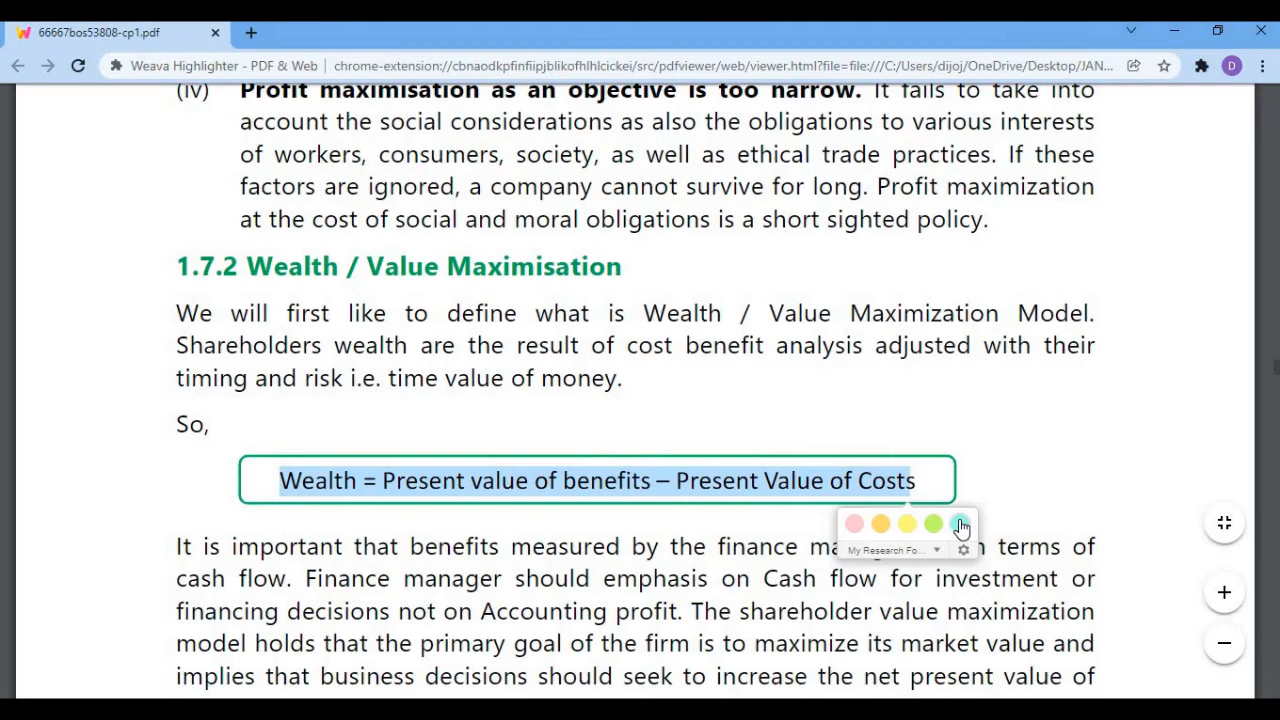 66667bos53808-cp1.pdf
Weava Highlighter - PDF & Web
chrome-extension://cbnaodkpfinfiipjblikofhlhlcickei/src/pdfviewer/web/viewer.html?file=file:///C:/Users/dijoj/OneDrive/Desktop/JAN...
D
(iv) Profit maximisation as an objective is too narrow. It fails to take into
account the social considerations as also the obligations to various interests
of workers, consumers, society, as well as ethical trade practices. If these
factors are ignored, a company cannot survive for long. Profit maximization
at the cost of social and moral obligations is a short sighted policy.
1.7.2 Wealth / Value Maximisation
We will first like to define what is Wealth / Value Maximization Model.
Shareholders wealth are the result of cost benefit analysis adjusted with their
timing and risk i.e. time value of money.
So,
Wealth = Present value of benefits – Present Value of Costs
My Research Fo...
It is important that benefits measured by the finance terms of
cash flow. Finance manager should emphasis on Cash flow for investment or
financing decisions not on Accounting profit. The shareholder value maximization
model holds that the primary goal of the firm is to maximize its market value and
implies that business decisions should seek to increase the net present value of